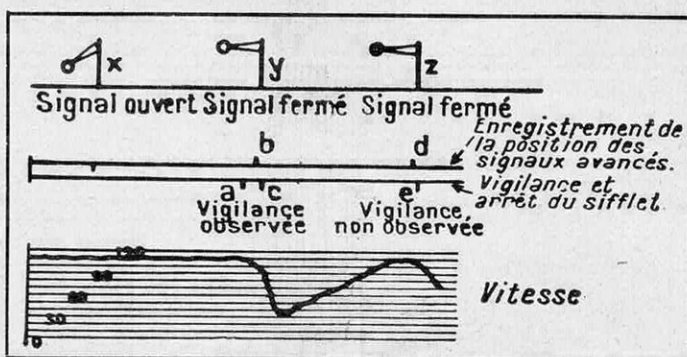 x
y
z
Signal ouvert Signal fermé Signal fermé
b
d
Enregistrement de
la position des
signaux avancés.
a' 'c
e'
Vigilance et
arrêt du sifflet
Vigilance
observée
Vigilance
non observée
120
90
60
30
0
Vitesse